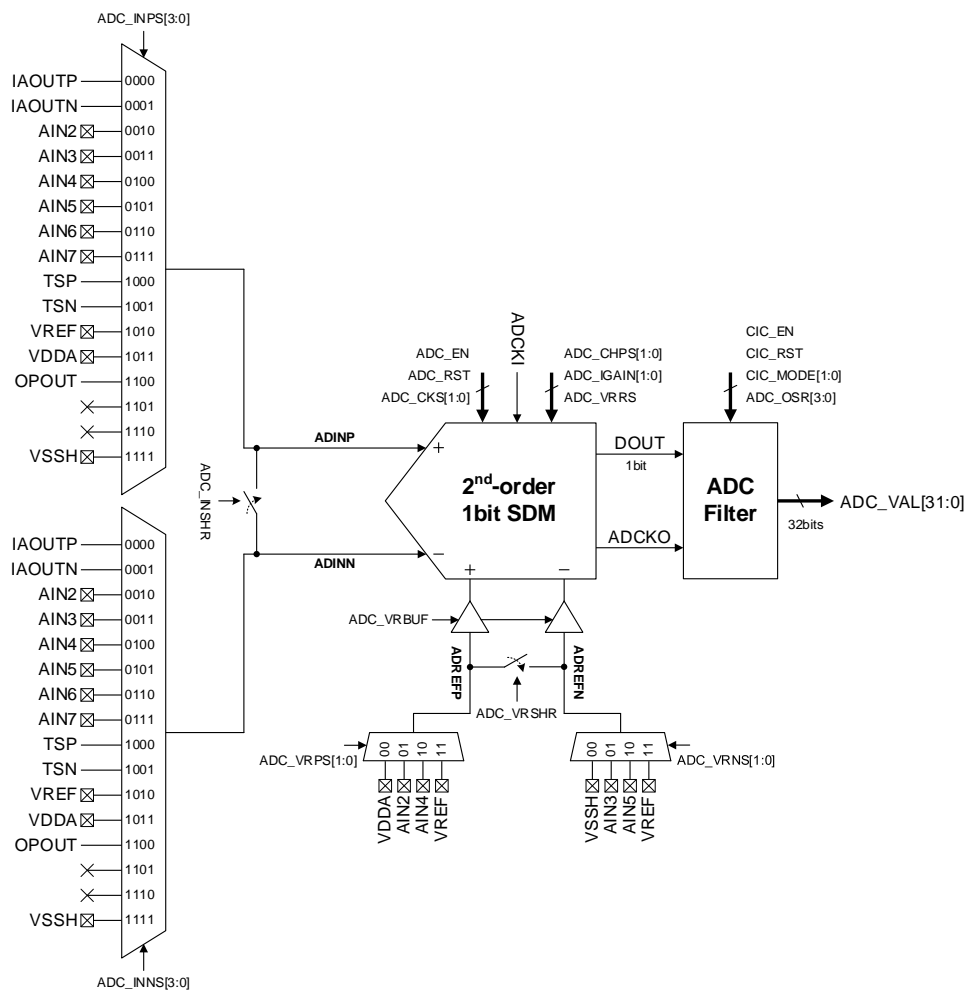 ADC_INPS[3:0]
IAOUTP 0000
IAOUTN 0001
AIN2 0010
AIN3 0011
AIN4 0100
AIN5 0101
AIN6 0110
AIN7 0111
TSP 1000
TSN 1001
VREF 1010
VDDA 1011
OPOUT 1100
1101
1110
VSSH 1111
ADC_INSHR
ADINP
ADINN
IAOUTP 0000
IAOUTN 0001
AIN2 0010
AIN3 0011
AIN4 0100
AIN5 0101
AIN6 0110
AIN7 0111
TSP 1000
TSN 1001
VREF 1010
VDDA 1011
OPOUT 1100
1101
1110
VSSH 1111
ADC_INNS[3:0]
ADC_EN
ADC_RST
ADC_CKS[1:0]
ADCKI
ADC_CHPS[1:0]
ADC_IGAIN[1:0]
ADC_VRRS
CIC_EN
CIC_RST
CIC_MODE[1:0]
ADC_OSR[3:0]
+
−
2nd-order
1bit SDM
+ −
DOUT
1bit
ADCKO
ADC
Filter
ADC_VAL[31:0]
32bits
ADC_VRBUF
ADREFP
ADREFN
ADC_VRSHR
ADC_VRPS[1:0]
00 01 10 11
VDDA AIN2 AIN4 VREF
ADC_VRNS[1:0]
00 01 10 11
VSSH AIN3 AIN5 VREF